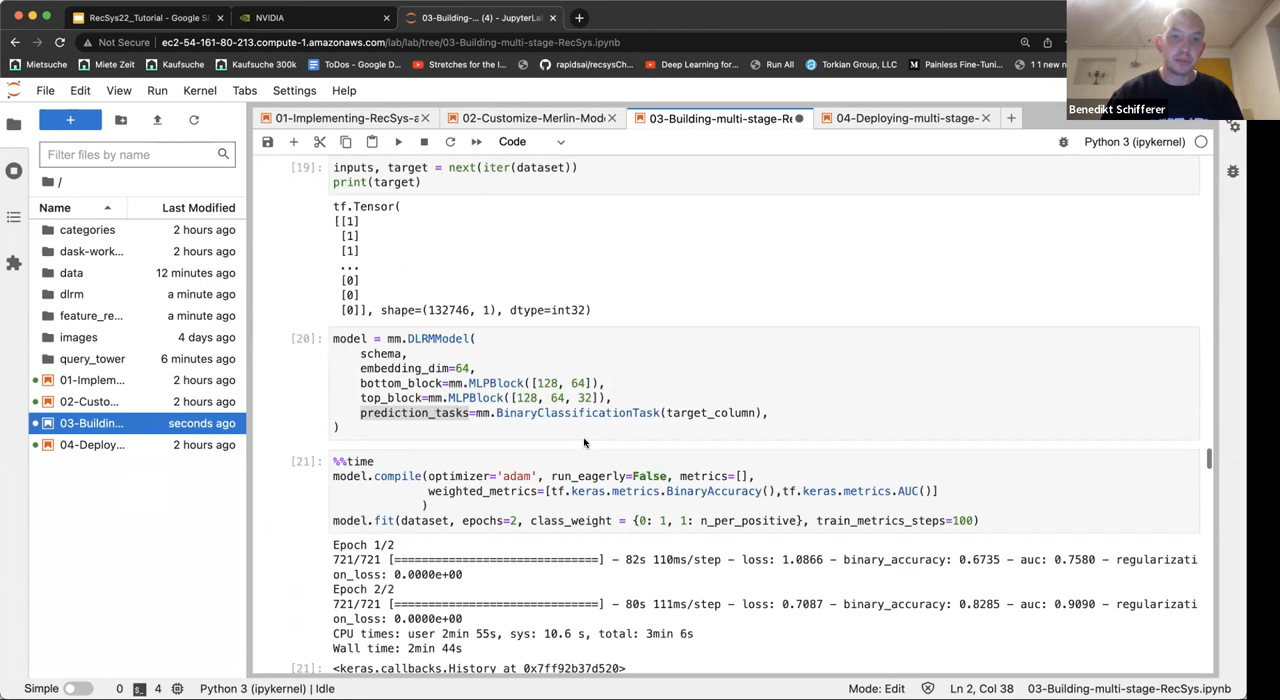 RecSys22_Tutorial - Google Sl
NVIDIA
03-Building-... (4) - JupyterLa
Not Secure | ec2-54-161-80-213.compute-1.amazonaws.com/lab/lab/tree/03-Building-multi-stage-RecSys.ipynb
Mietsuche
Miete Zeit
Kaufsuche
Kaufsuche 300k
ToDos - Google D...
Stretches for the l...
rapidsai/recsysCh...
Deep Learning for...
Run All
Torkian Group, LLC
Painless Fine-Tuni...
1 1 new n
Benedikt Schifferer
File Edit View Run Kernel Tabs Settings Help
01-Implementing-RecSys-a
02-Customize-Merlin-Mode
03-Building-multi-stage-Re
04-Deploying-multi-stage-
Code
Python 3 (ipykernel)
Filter files by name
/
Name Last Modified
categories 2 hours ago
dask-work... 2 hours ago
data 12 minutes ago
dlrm a minute ago
feature_re... a minute ago
images 4 days ago
query_tower 6 minutes ago
01-Implem... 2 hours ago
02-Custo... 2 hours ago
03-Buildin... seconds ago
04-Deploy... 2 hours ago
[19]: inputs, target = next(iter(dataset))
print(target)
tf.Tensor(
[[1]
[1]
[1]
...
[0]
[0]
[0]], shape=(132746, 1), dtype=int32)
[20]: model = mm.DLRMModel(
schema,
embedding_dim=64,
bottom_block=mm.MLPBlock([128, 64]),
top_block=mm.MLPBlock([128, 64, 32]),
prediction_tasks=mm.BinaryClassificationTask(target_column),
)
[21]: %%time
model.compile(optimizer='adam', run_eagerly=False, metrics=[],
weighted_metrics=[tf.keras.metrics.BinaryAccuracy(),tf.keras.metrics.AUC()]
)
model.fit(dataset, epochs=2, class_weight = {0: 1, 1: n_per_positive}, train_metrics_steps=100)
Epoch 1/2
721/721 [==============================] - 82s 110ms/step - loss: 1.0866 - binary_accuracy: 0.6735 - auc: 0.7580 - regularizati
on_loss: 0.0000e+00
Epoch 2/2
721/721 [==============================] - 80s 111ms/step - loss: 0.7087 - binary_accuracy: 0.8285 - auc: 0.9090 - regularizati
on_loss: 0.0000e+00
CPU times: user 2min 55s, sys: 10.6 s, total: 3min 6s
Wall time: 2min 44s
[21]: <keras.callbacks.History at 0x7ff92b37d520>
Simple 0 4 Python 3 (ipykernel) | Idle
Mode: Edit Ln 2, Col 38 03-Building-multi-stage-RecSys.ipynb